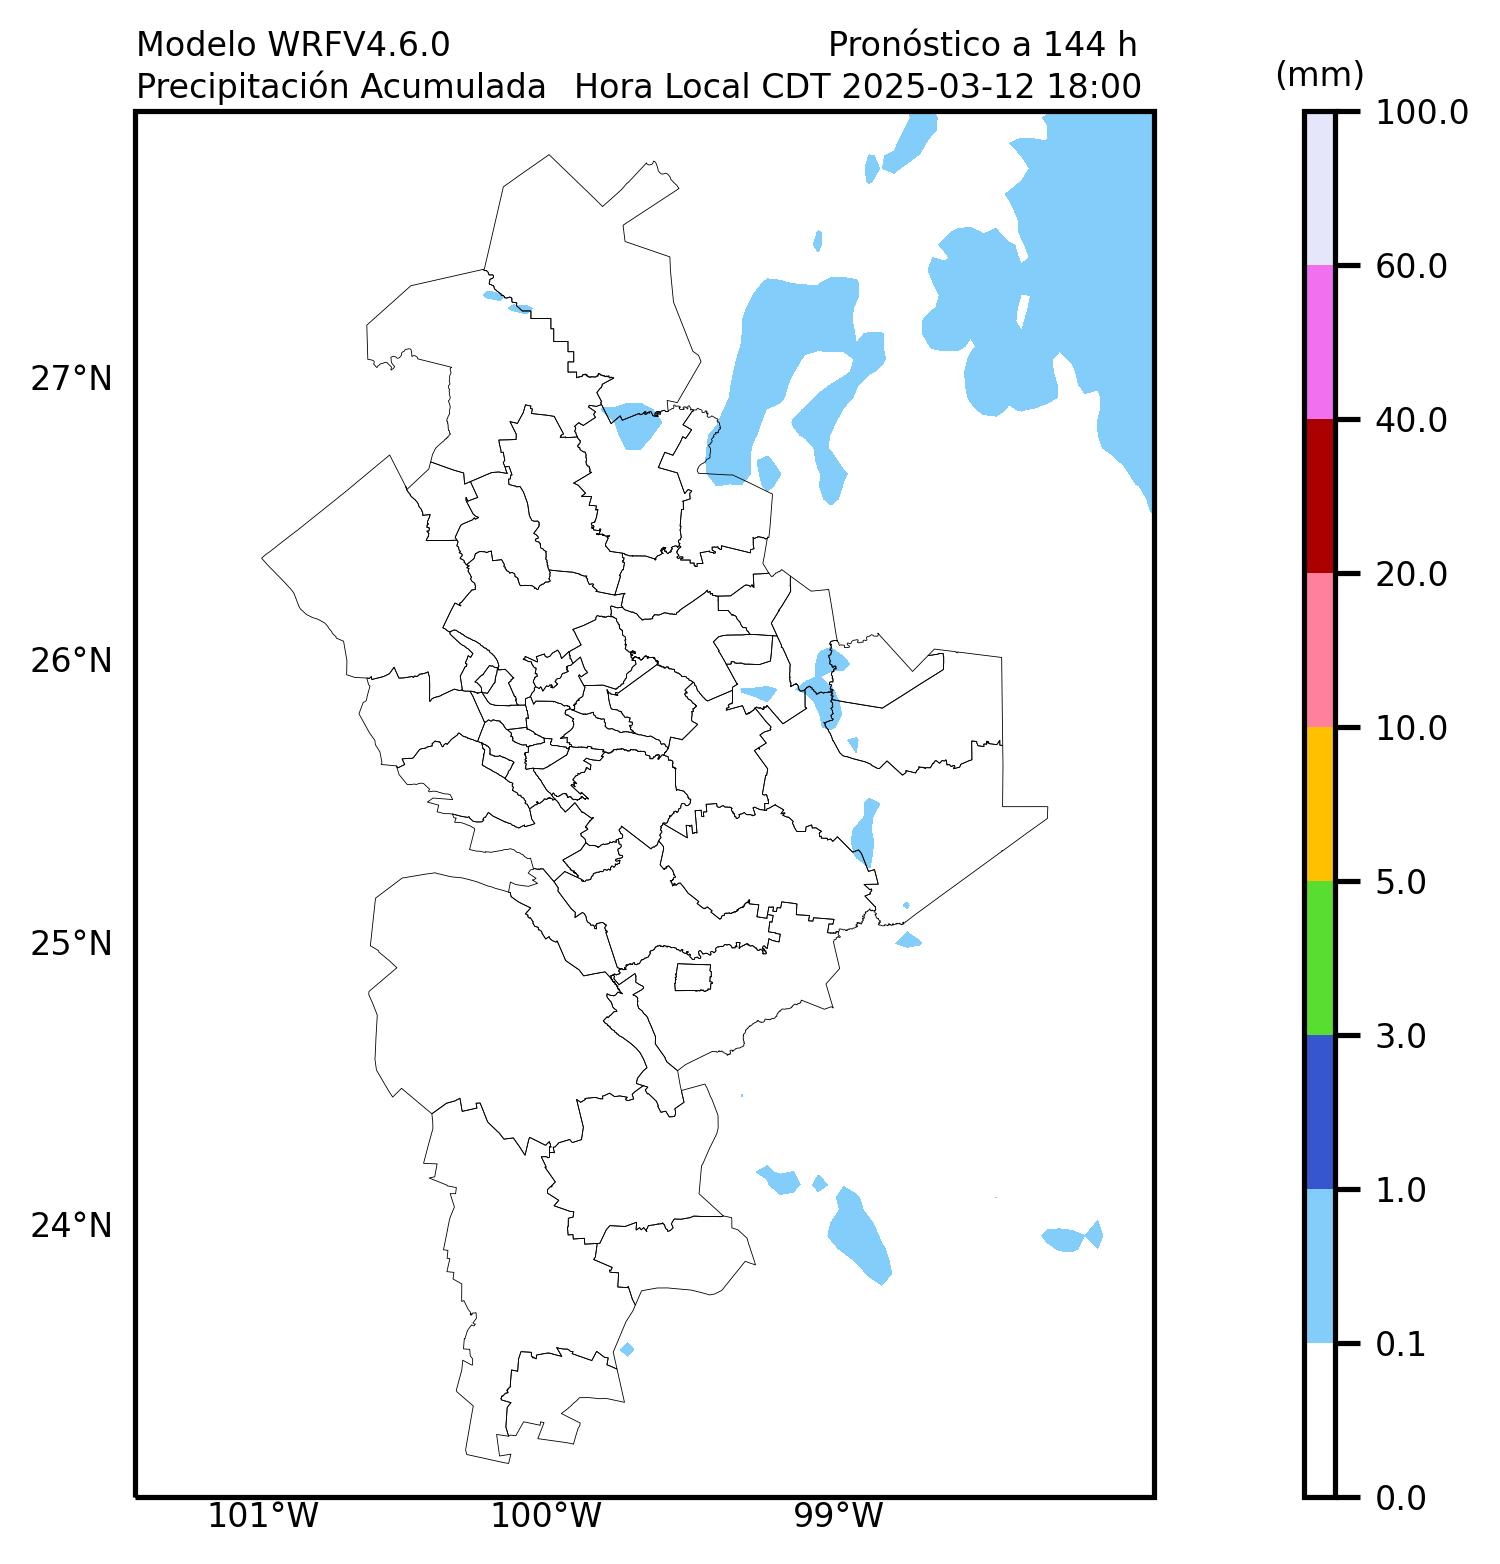 Modelo WRFV4.6.0 Pronóstico a 144 h
Precipitación Acumulada Hora Local CDT 2025-03-12 18:00
(mm)
100.0
60.0
40.0
20.0
10.0
5.0
3.0
1.0
0.1
0.0
27°N
26°N
25°N
24°N
101°W 100°W 99°W